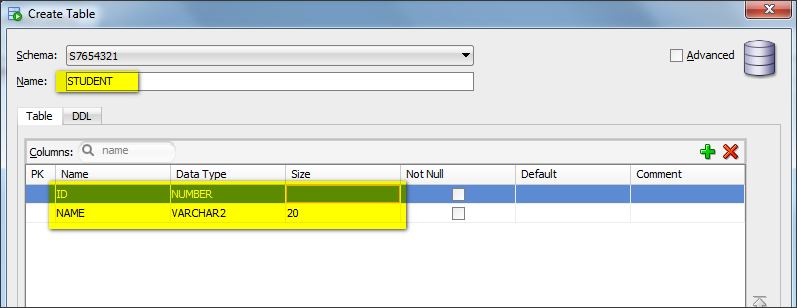 Create Table
Schema: S7654321 Advanced
Name: STUDENT
Table DDL
Columns: name
PK Name Data Type Size Not Null Default Comment
ID NUMBER
NAME VARCHAR2 20